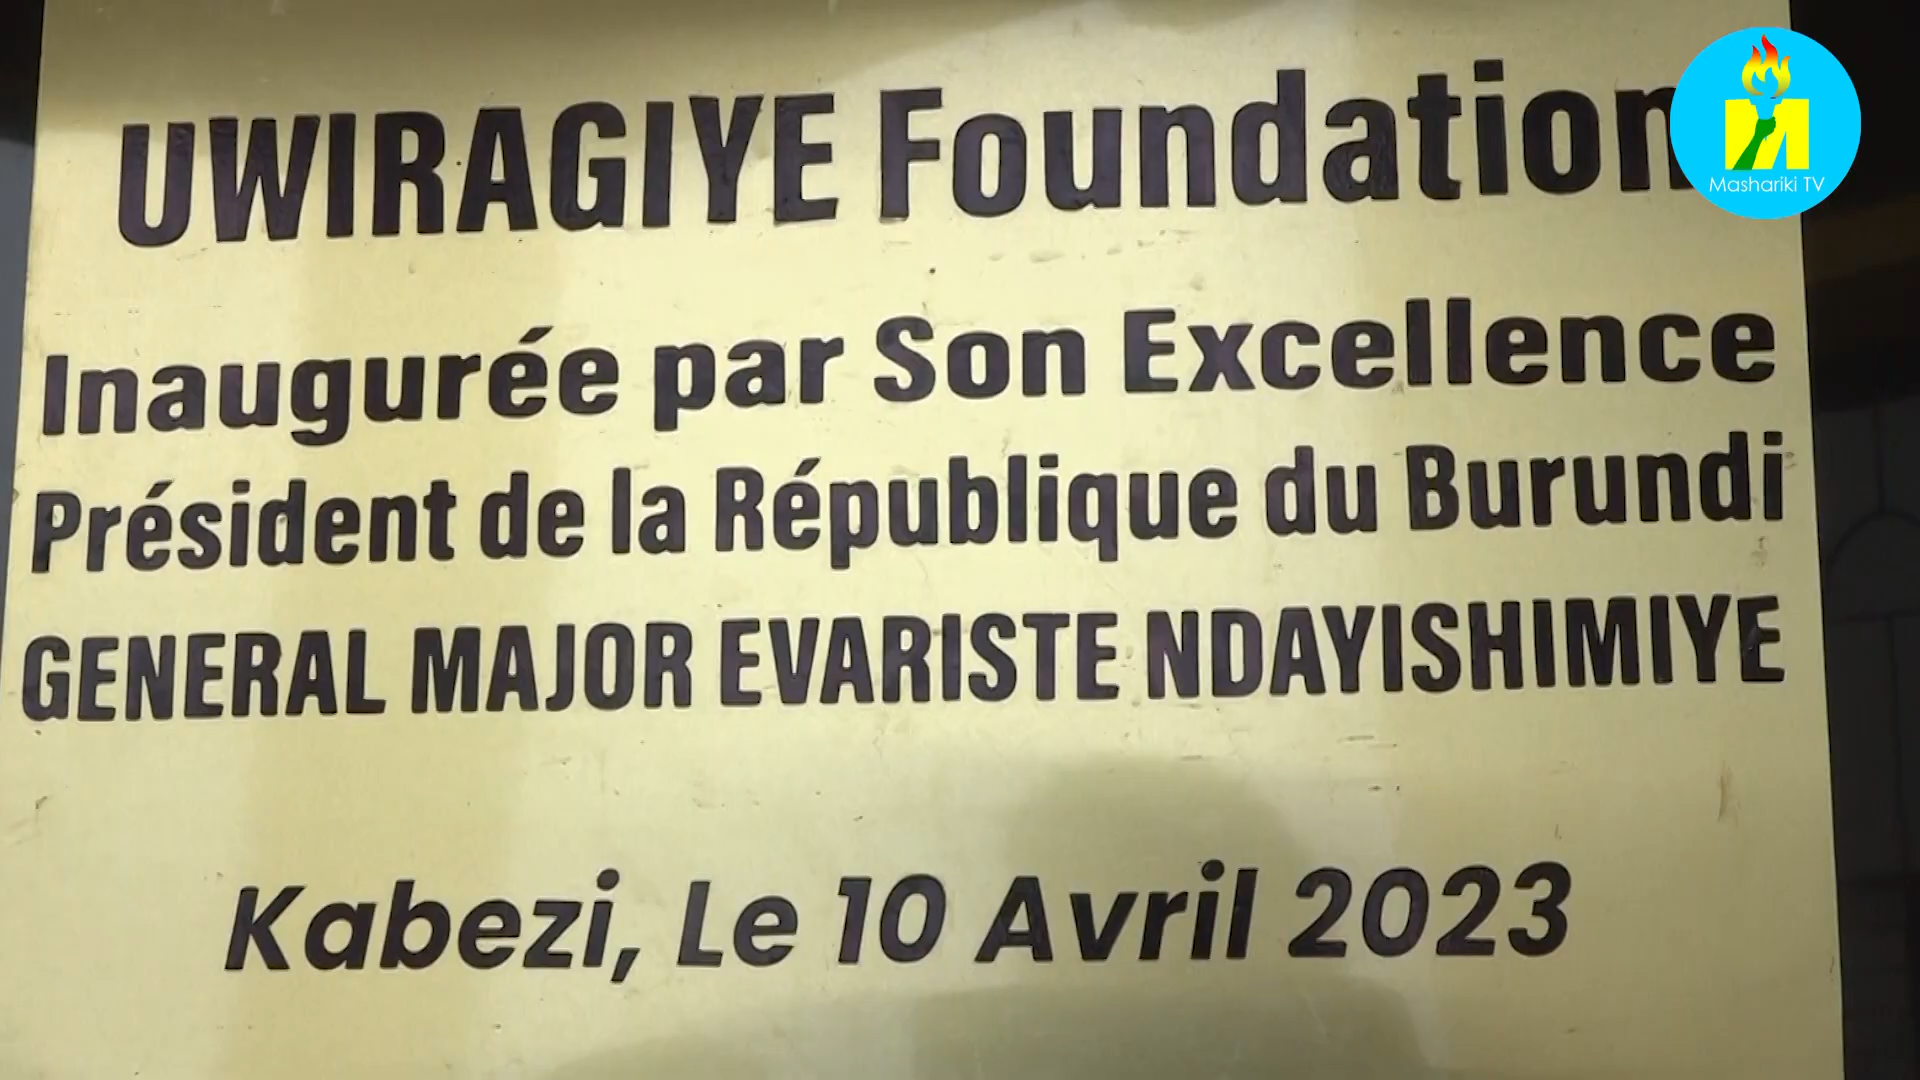 UWIRAGIYE Foundation
Mashariki TV
Inaugurée par Son Excellence
Président de la République du Burundi
GENERAL MAJOR EVARISTE NDAYISHIMIYE
Kabezi, Le 10 Avril 2023